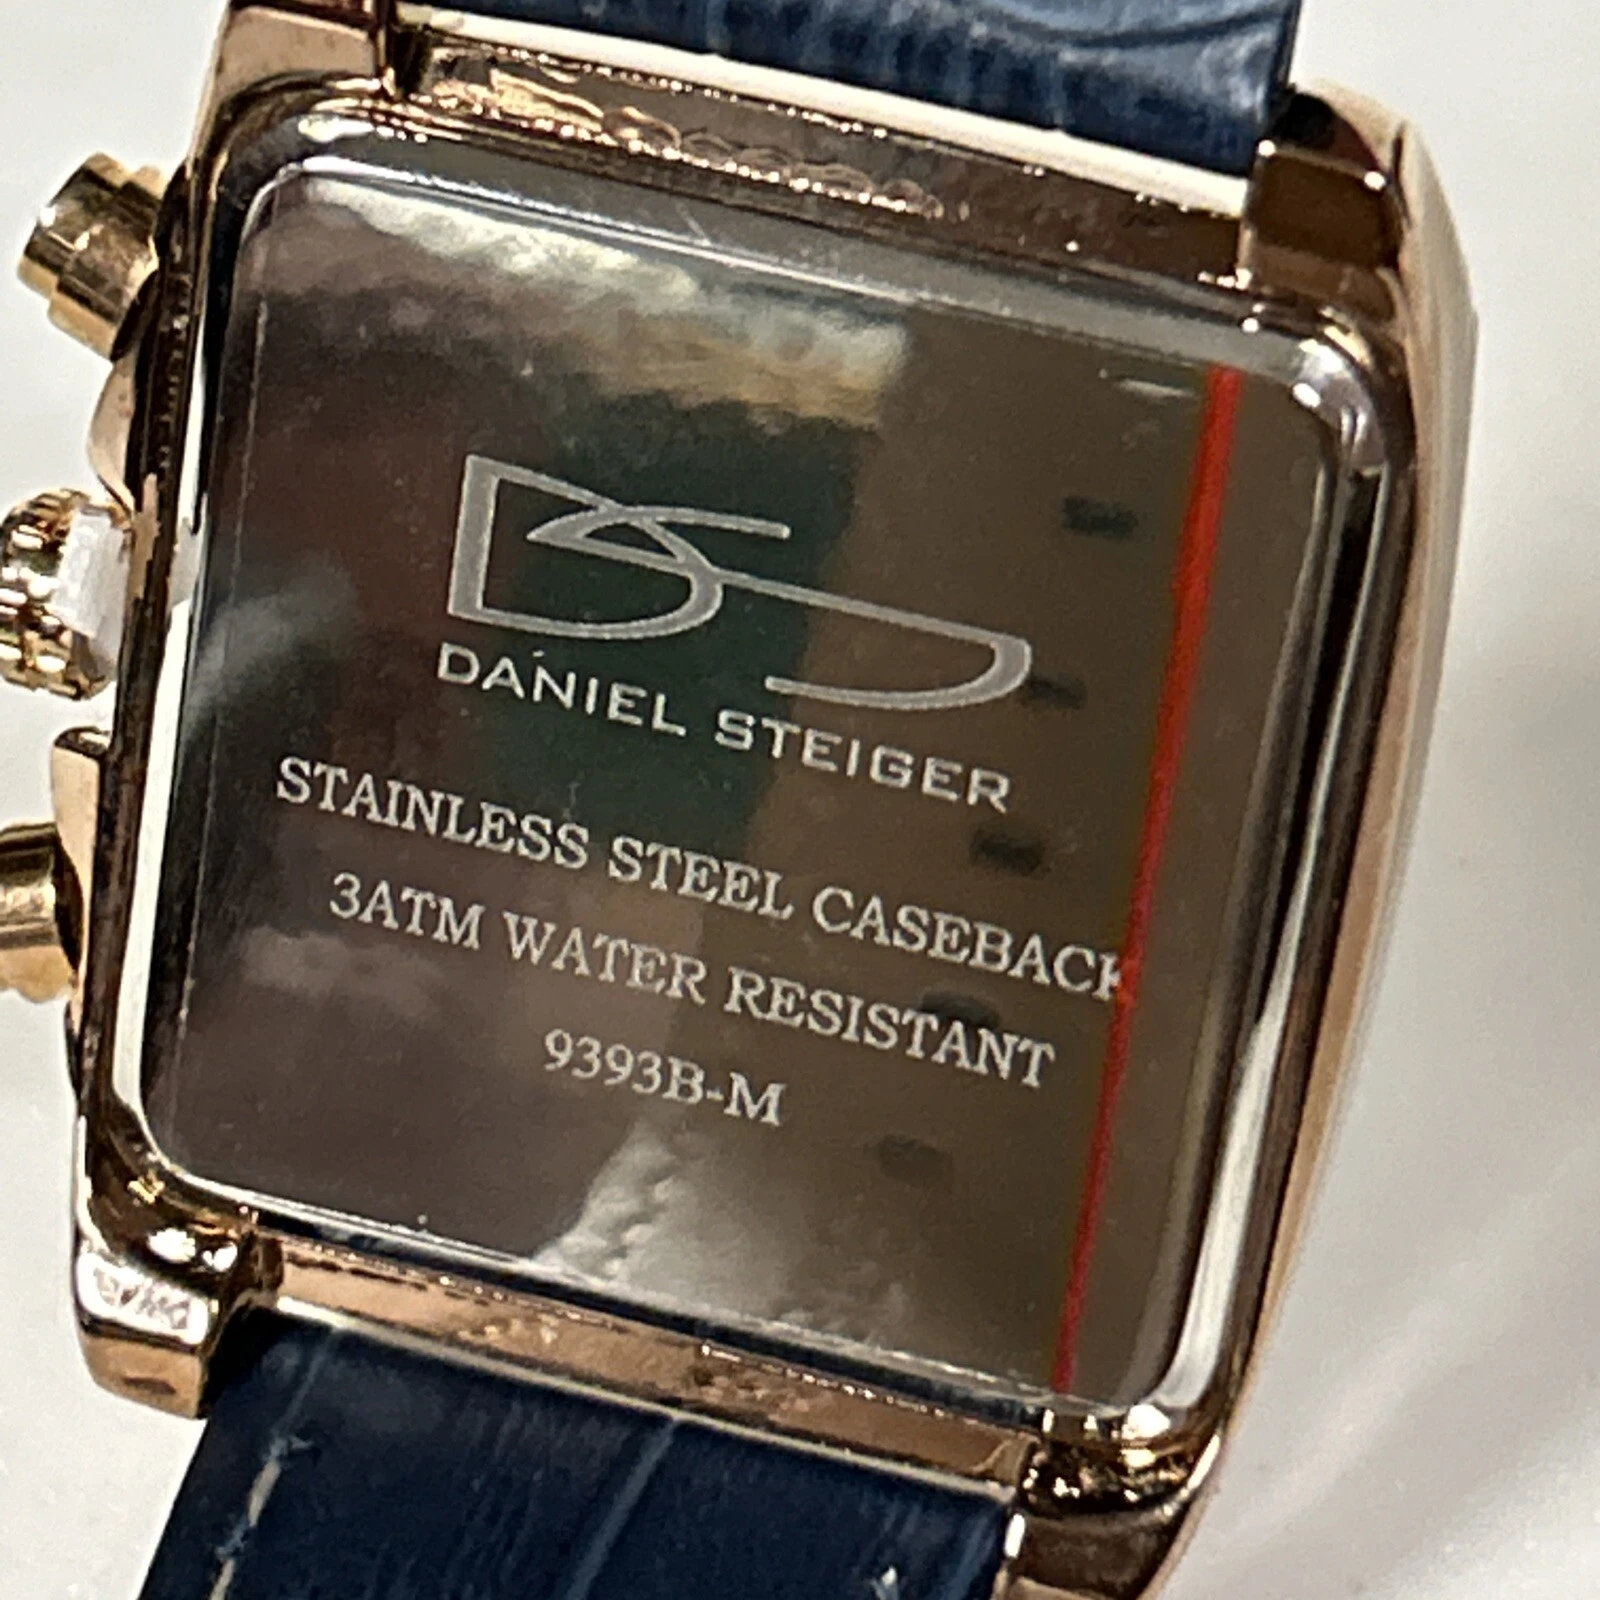 DS
DANIEL STEIGER
STAINLESS STEEL CASEBACK
3ATM WATER RESISTANT
9393B-M